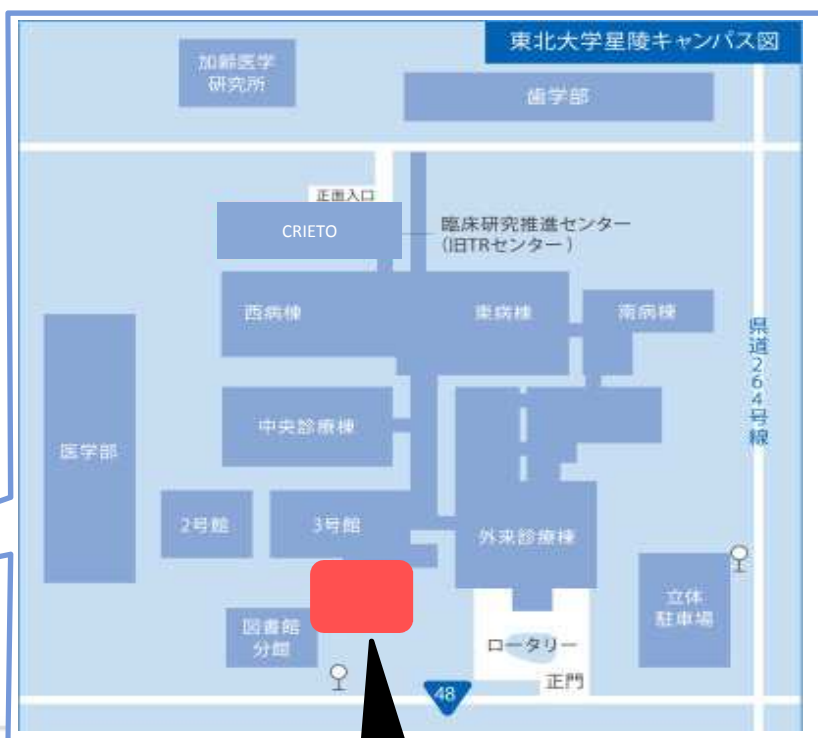 東北大学星陵キャンパス図
加齢医学
研究所
歯学部
正面入口
CRIETO
臨床研究推進センター
(旧TRセンター)
西病棟
東病棟
南病棟
県道264号線
中央診療棟
医学部
2号館
3号館
外来診療棟
立体
駐車場
図書館
分館
ロータリー
正門
48